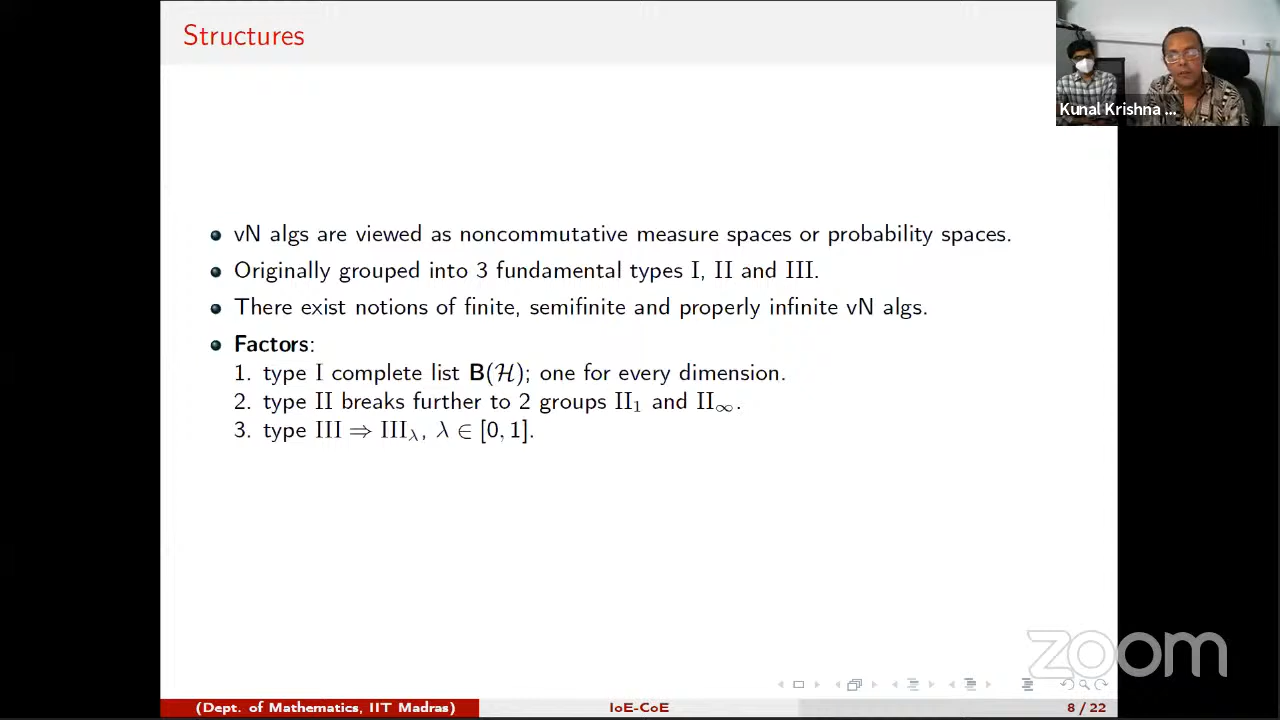 Structures
Kunal Krishna ...
vN algs are viewed as noncommutative measure spaces or probability spaces.
Originally grouped into 3 fundamental types I, II and III.
There exist notions of finite, semifinite and properly infinite vN algs.
Factors:
1. type I complete list B(ℋ); one for every dimension.
2. type II breaks further to 2 groups II₁ and II∞.
3. type III ⇒ III_λ, λ ∈ [0, 1].
zoom
(Dept. of Mathematics, IIT Madras) IoE-CoE 8 / 22